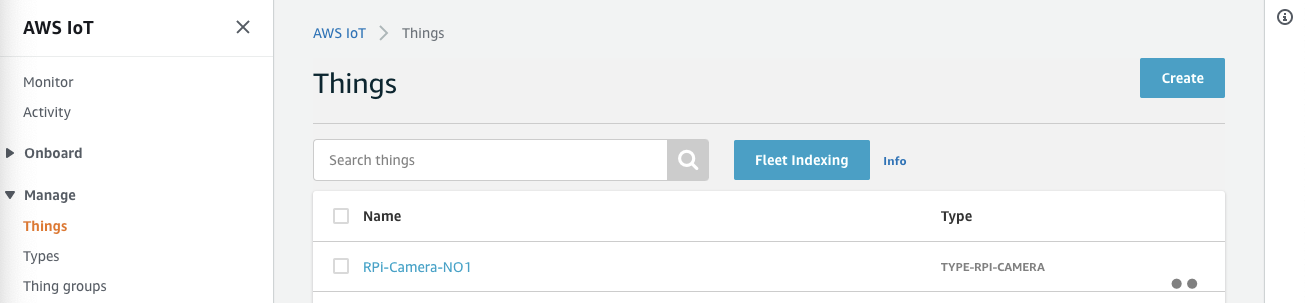 AWS IoT
Monitor
Activity
Onboard
Manage
Things
Types
Thing groups
AWS IoT Things
Things
Create
Search things
Fleet Indexing Info
Name Type
RPi-Camera-NO1 TYPE-RPI-CAMERA